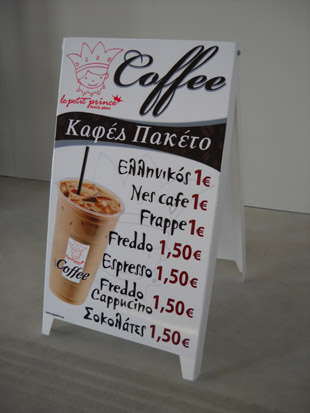 Coffee
le petit prince
Καφές Πακέτο
Ελληνικός 1€
Nes cafe 1€
Frappe 1€
Freddo 1,50€
Espresso 1,50€
Freddo
Cappucino 1,50€
Σοκολάτες 1,50€
Coffee